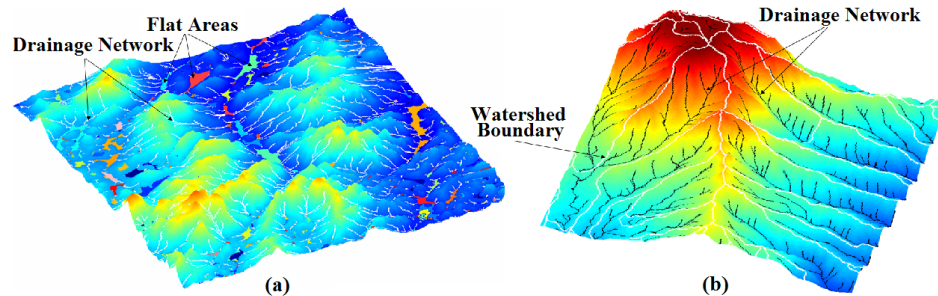 Flat Areas
Drainage Network
(a)
Drainage Network
Watershed
Boundary
(b)